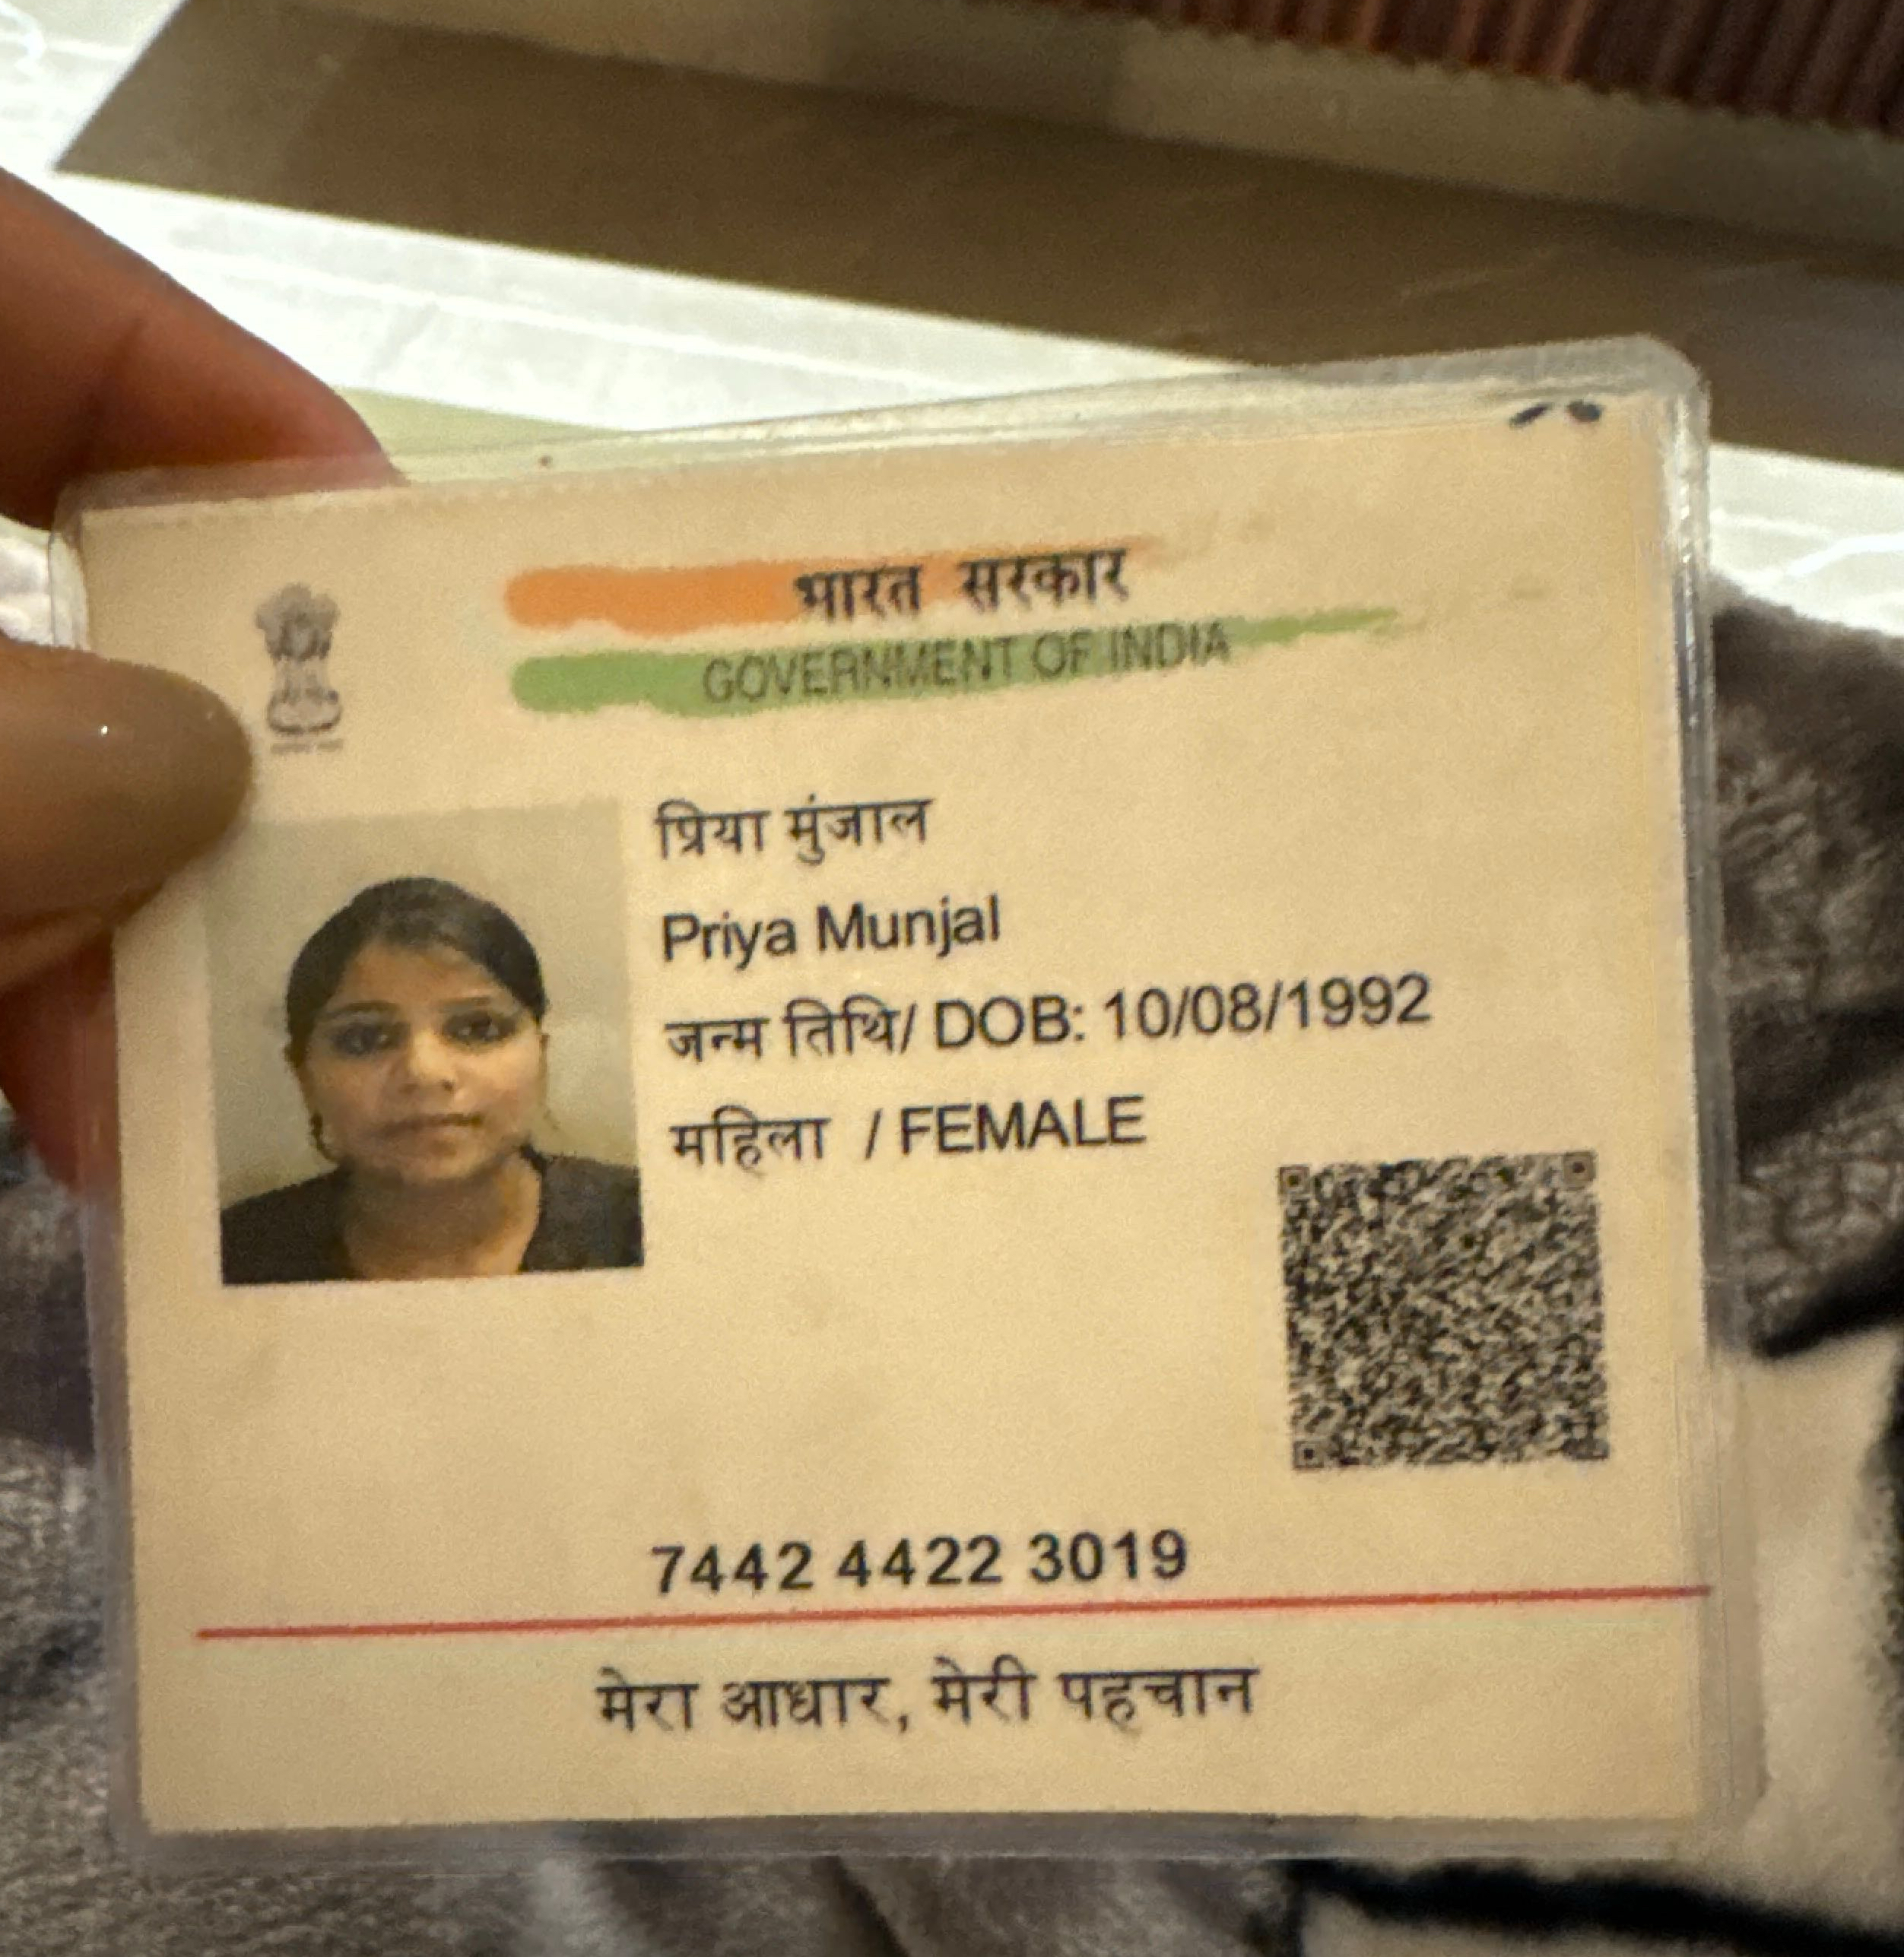 भारत सरकार
GOVERNMENT OF INDIA
प्रिया मुंजाल
Priya Munjal
जन्म तिथि/ DOB: 10/08/1992
महिला / FEMALE
7442 4422 3019
मेरा आधार, मेरी पहचान